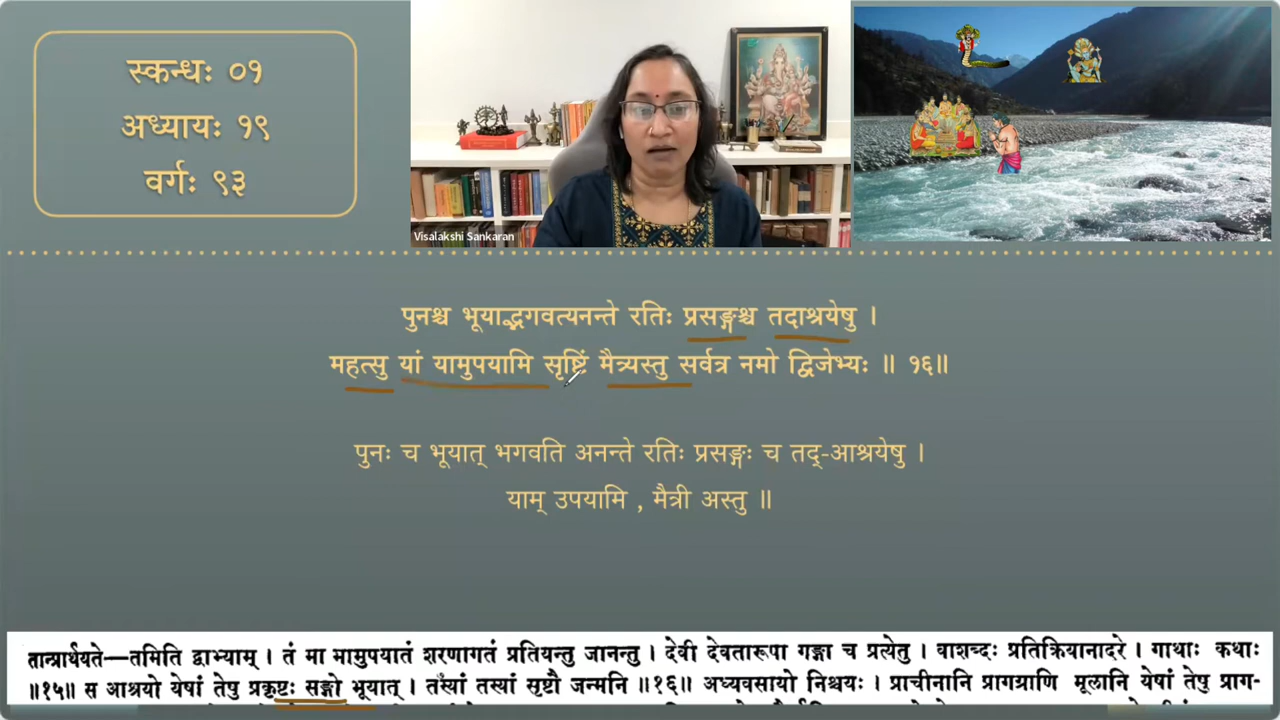 स्कन्धः ०१
अध्यायः १९
वर्गः ९३
Visalakshi Sankaran
पुनश्च भूयाद्भगवत्यनन्ते रतिः प्रसङ्गश्च तदाश्रयेषु ।
महत्सु यां यामुपयामि सृष्टिं मैत्र्यस्तु सर्वत्र नमो द्विजेभ्यः ॥ १६॥
पुनः च भूयात् भगवति अनन्ते रतिः प्रसङ्गः च तद्-आश्रयेषु ।
याम् उपयामि , मैत्री अस्तु ॥
तान्प्रार्थयते—तमिति द्वाभ्याम् । तं मा मामुपयातं शरणागतं प्रतियन्तु जानन्तु । देवी देवतारूपा गङ्गा च प्रत्येतु । वाशब्दः प्रतिक्रियानादरे । गाथाः कथाः
॥१५॥ स आश्रयो येषां तेषु प्रकृष्टः सङ्गो भूयात् । तस्यां तस्यां सृष्टौ जन्मनि ॥१६॥ अध्यवसायो निश्चयः । प्राचीनानि प्रागग्राणि मूलानि येषां तेषु प्राग-